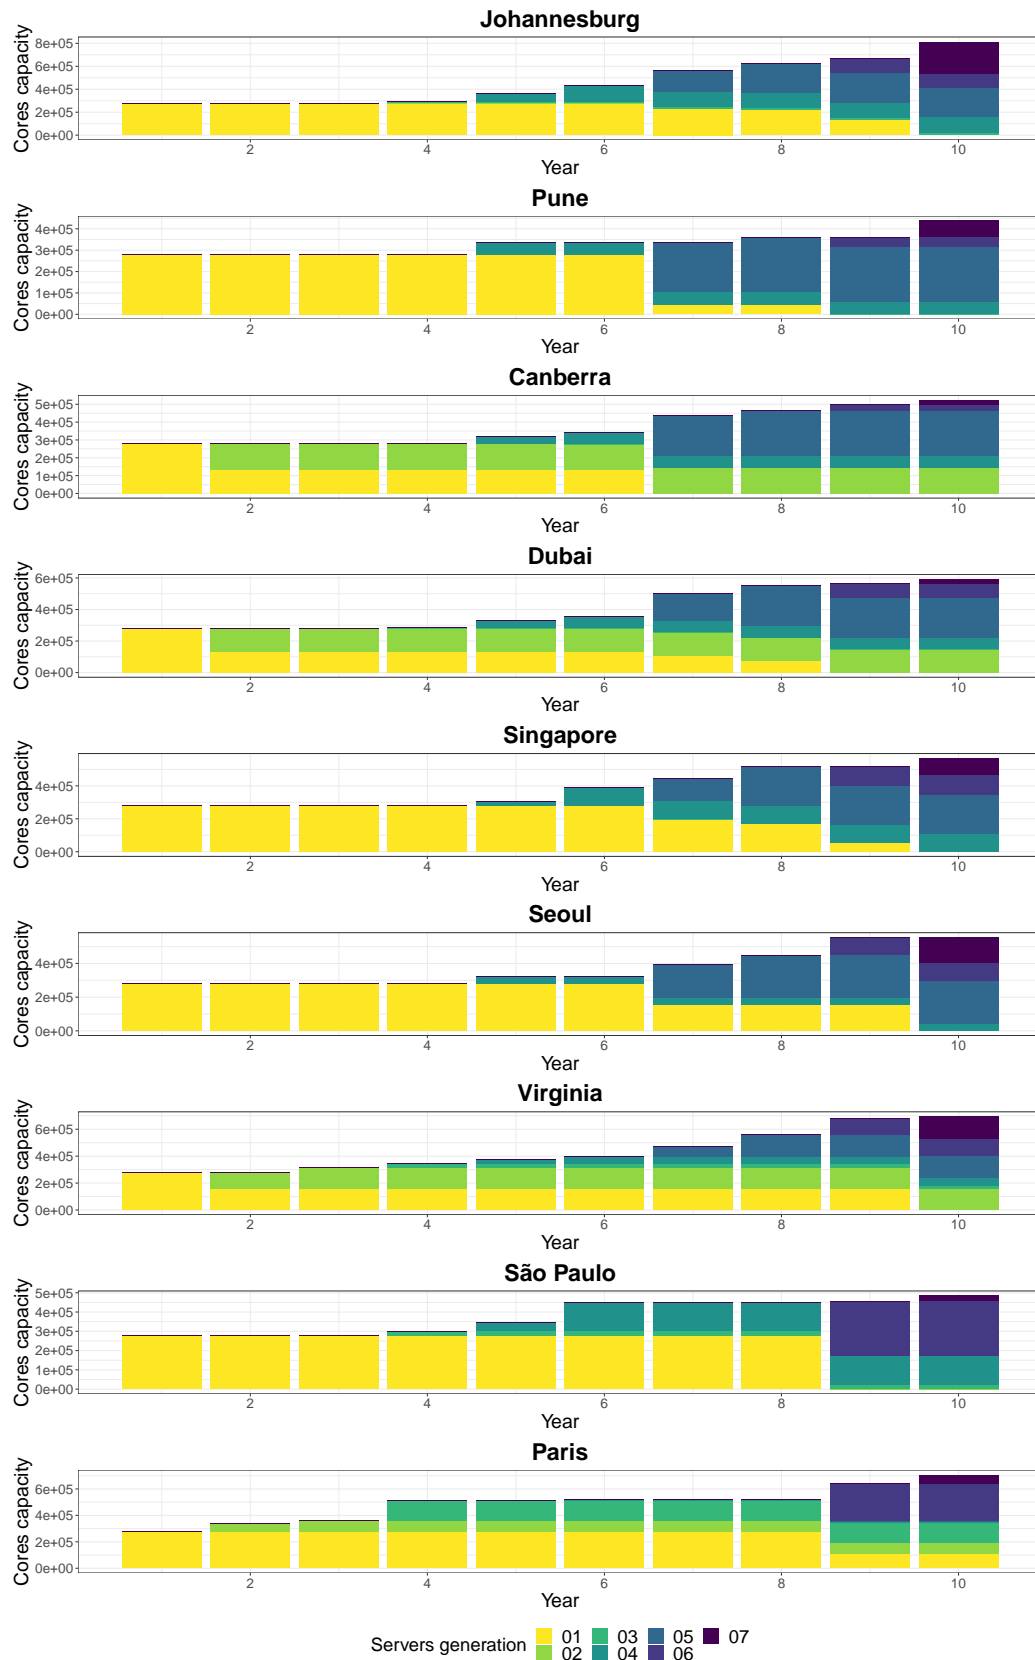 Johannesburg
Cores capacity
8e+05
6e+05
4e+05
2e+05
0e+00
2 4 6 8 10
Year
Pune
Cores capacity
4e+05
3e+05
2e+05
1e+05
0e+00
2 4 6 8 10
Year
Canberra
Cores capacity
5e+05
4e+05
3e+05
2e+05
1e+05
0e+00
2 4 6 8 10
Year
Dubai
Cores capacity
6e+05
4e+05
2e+05
0e+00
2 4 6 8 10
Year
Singapore
Cores capacity
4e+05
2e+05
0e+00
2 4 6 8 10
Year
Seoul
Cores capacity
4e+05
2e+05
0e+00
2 4 6 8 10
Year
Virginia
Cores capacity
6e+05
4e+05
2e+05
0e+00
2 4 6 8 10
Year
São Paulo
Cores capacity
5e+05
4e+05
3e+05
2e+05
1e+05
0e+00
2 4 6 8 10
Year
Paris
Cores capacity
6e+05
4e+05
2e+05
0e+00
2 4 6 8 10
Year
Servers generation
01 03 05 07
02 04 06